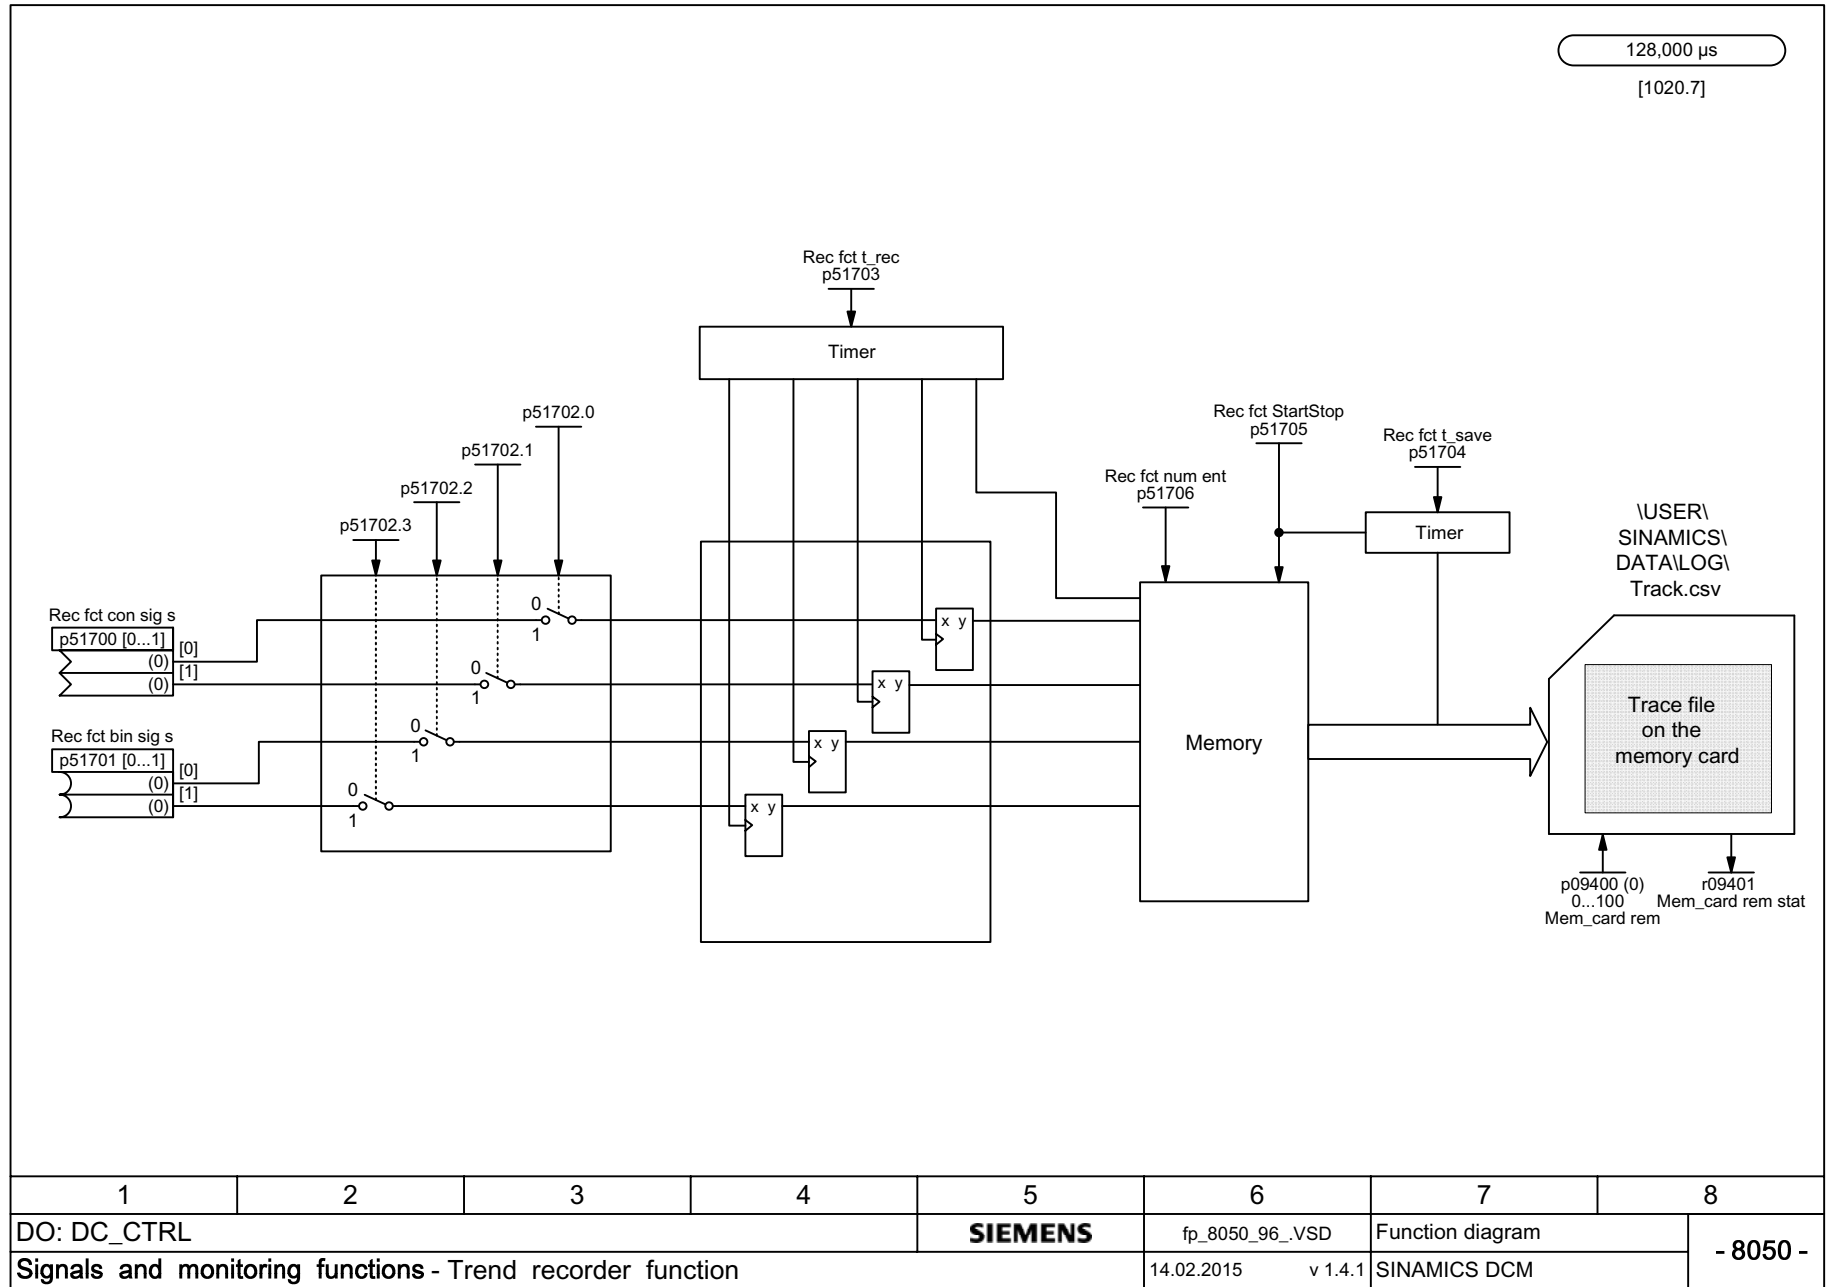 128,000 µs
[1020.7]
Rec fct t_rec
p51703
Timer
p51702.0
p51702.1
p51702.2
p51702.3
Rec fct StartStop
p51705
Rec fct t_save
p51704
Timer
Rec fct num ent
p51706
\USER\
SINAMICS\
DATA\LOG\
Track.csv
Rec fct con sig s
p51700 [0...1]
[0]
(0)
[1]
(0)
0
1
0
1
x y
x y
Rec fct bin sig s
p51701 [0...1]
[0]
(0)
[1]
(0)
0
1
0
1
x y
x y
Memory
Trace file
on the
memory card
p09400 (0)
0...100
Mem_card rem
r09401
Mem_card rem stat
1 2 3 4 5 6 7 8
DO: DC_CTRL
SIEMENS
fp_8050_96_.VSD
Function diagram
- 8050 -
Signals and monitoring functions - Trend recorder function
14.02.2015
v 1.4.1
SINAMICS DCM